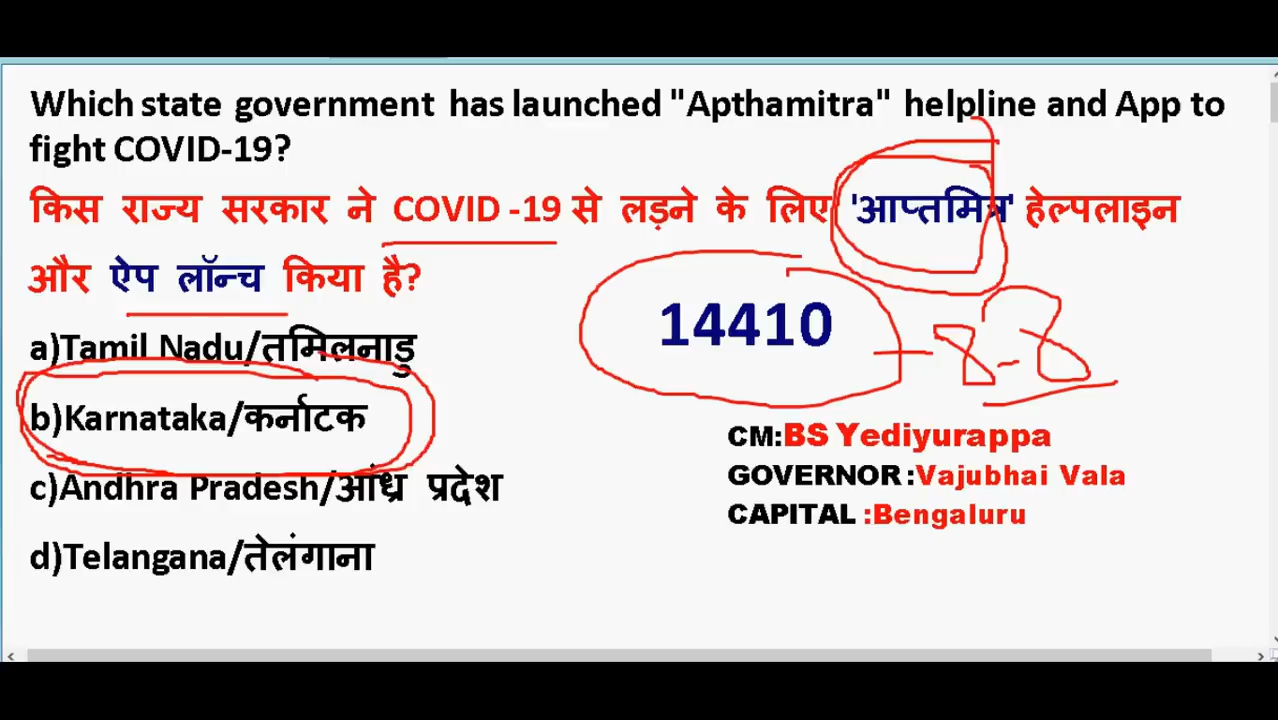 Which state government has launched "Apthamitra" helpline and App to
fight COVID-19?
किस राज्य सरकार ने COVID -19 से लड़ने के लिए 'आप्तमित्र' हेल्पलाइन
और ऐप लॉन्च किया है?
14410
8-8
a)Tamil Nadu/तमिलनाडु
b)Karnataka/कर्नाटक
c)Andhra Pradesh/आंध्र प्रदेश
d)Telangana/तेलंगाना
CM:BS Yediyurappa
GOVERNOR :Vajubhai Vala
CAPITAL :Bengaluru